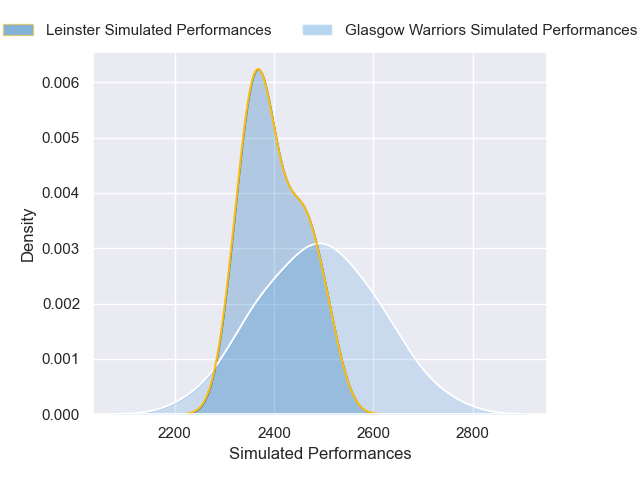 Leinster Simulated Performances
Glasgow Warriors Simulated Performances
0.006
0.005
0.004
0.003
0.002
0.001
0.000
Density
2200
2400
2600
2800
Simulated Performances